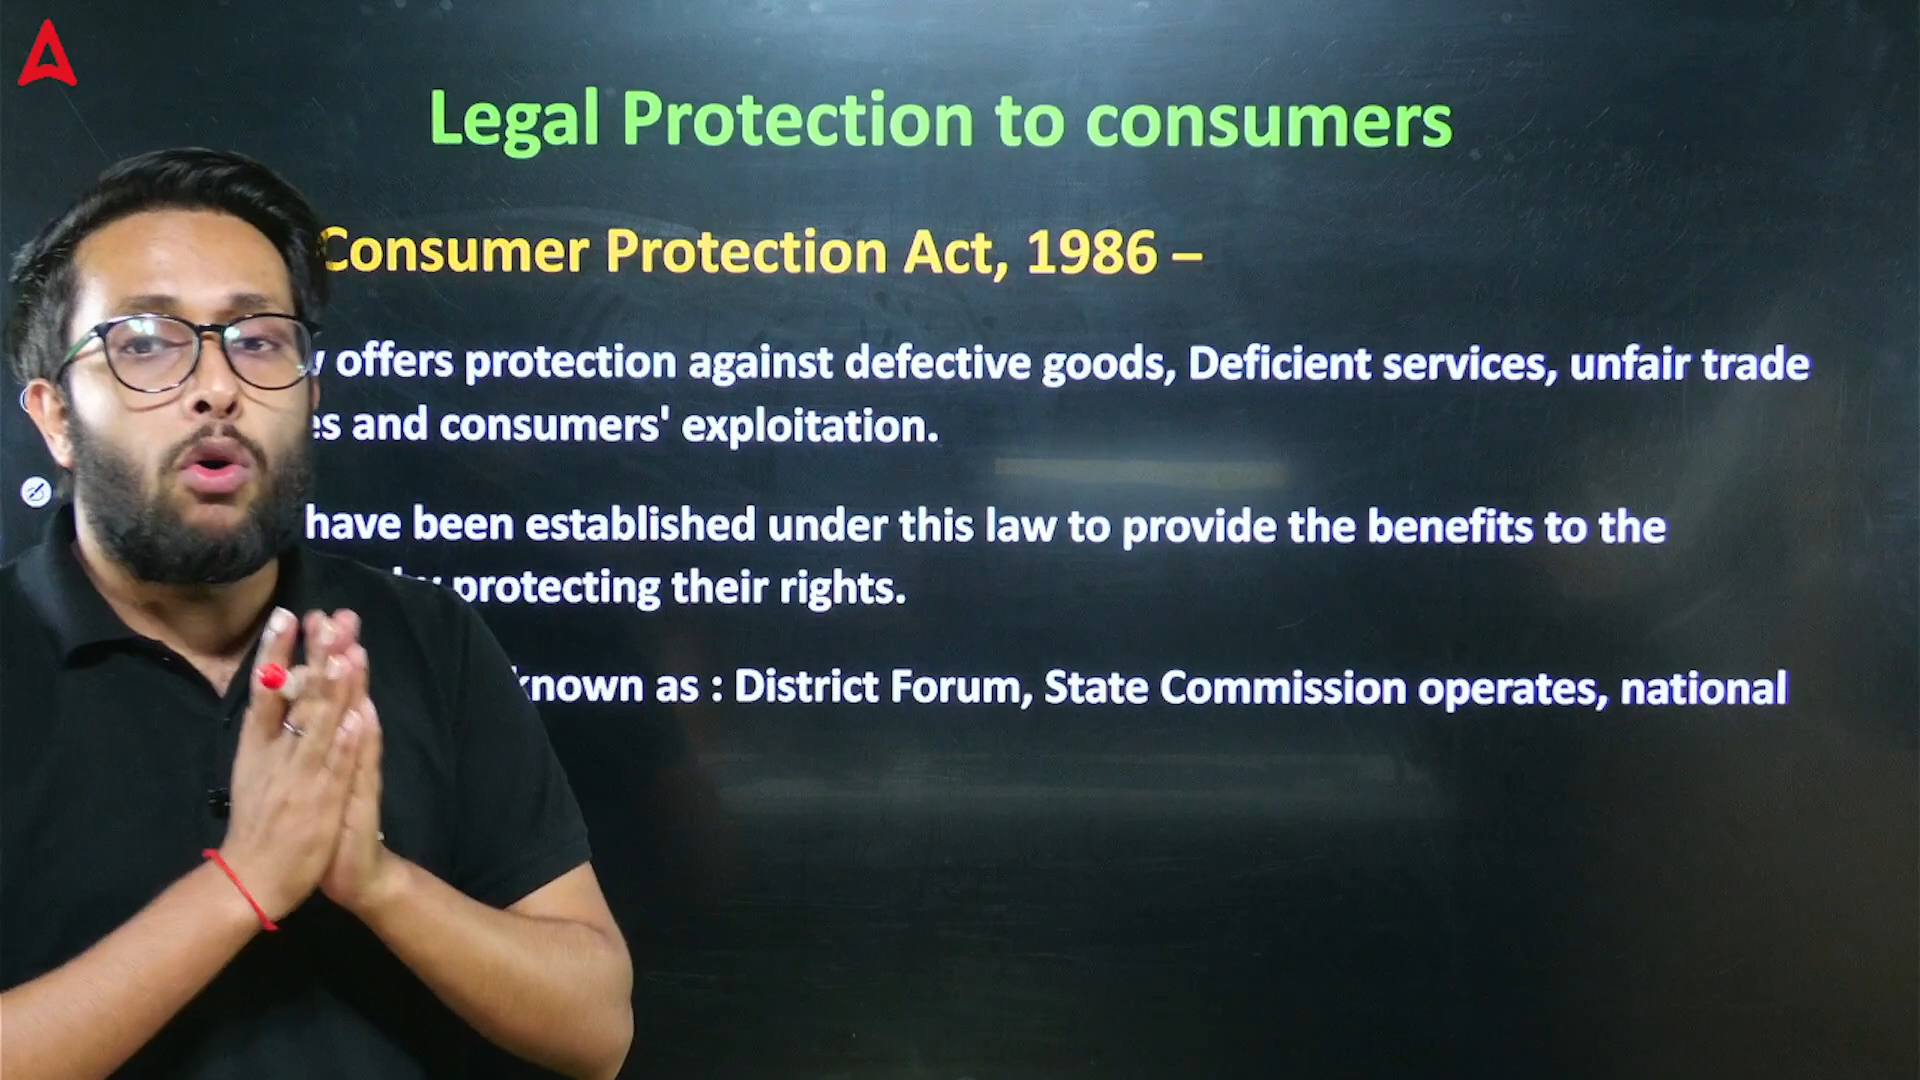 Legal Protection to consumers
Consumer Protection Act, 1986 –
offers protection against defective goods, Deficient services, unfair trade
and consumers' exploitation.
have been established under this law to provide the benefits to the
protecting their rights.
known as : District Forum, State Commission operates, national